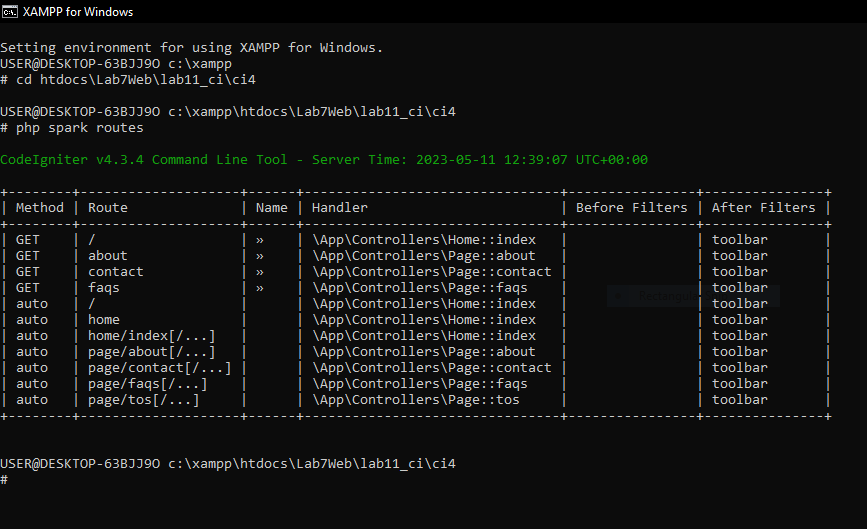 XAMPP for Windows
Setting environment for using XAMPP for Windows.
USER@DESKTOP-63BJJ9O c:\xampp
# cd htdocs\Lab7Web\lab11_ci\ci4
USER@DESKTOP-63BJJ9O c:\xampp\htdocs\Lab7Web\lab11_ci\ci4
# php spark routes
CodeIgniter v4.3.4 Command Line Tool - Server Time: 2023-05-11 12:39:07 UTC+00:00
+--------+--------------------+------+--------------------------------+----------------+---------------+
| Method | Route              | Name | Handler                        | Before Filters | After Filters |
+--------+--------------------+------+--------------------------------+----------------+---------------+
| GET    | /                  | »    | \App\Controllers\Home::index   |                | toolbar       |
| GET    | about              | »    | \App\Controllers\Page::about   |                | toolbar       |
| GET    | contact            | »    | \App\Controllers\Page::contact |                | toolbar       |
| GET    | faqs               | »    | \App\Controllers\Page::faqs    |                | toolbar       |
| auto   | /                  |      | \App\Controllers\Home::index   |                | toolbar       |
| auto   | home               |      | \App\Controllers\Home::index   |                | toolbar       |
| auto   | home/index[/...]   |      | \App\Controllers\Home::index   |                | toolbar       |
| auto   | page/about[/...]   |      | \App\Controllers\Page::about   |                | toolbar       |
| auto   | page/contact[/...] |      | \App\Controllers\Page::contact |                | toolbar       |
| auto   | page/faqs[/...]    |      | \App\Controllers\Page::faqs    |                | toolbar       |
| auto   | page/tos[/...]     |      | \App\Controllers\Page::tos     |                | toolbar       |
+--------+--------------------+------+--------------------------------+----------------+---------------+
USER@DESKTOP-63BJJ9O c:\xampp\htdocs\Lab7Web\lab11_ci\ci4
#